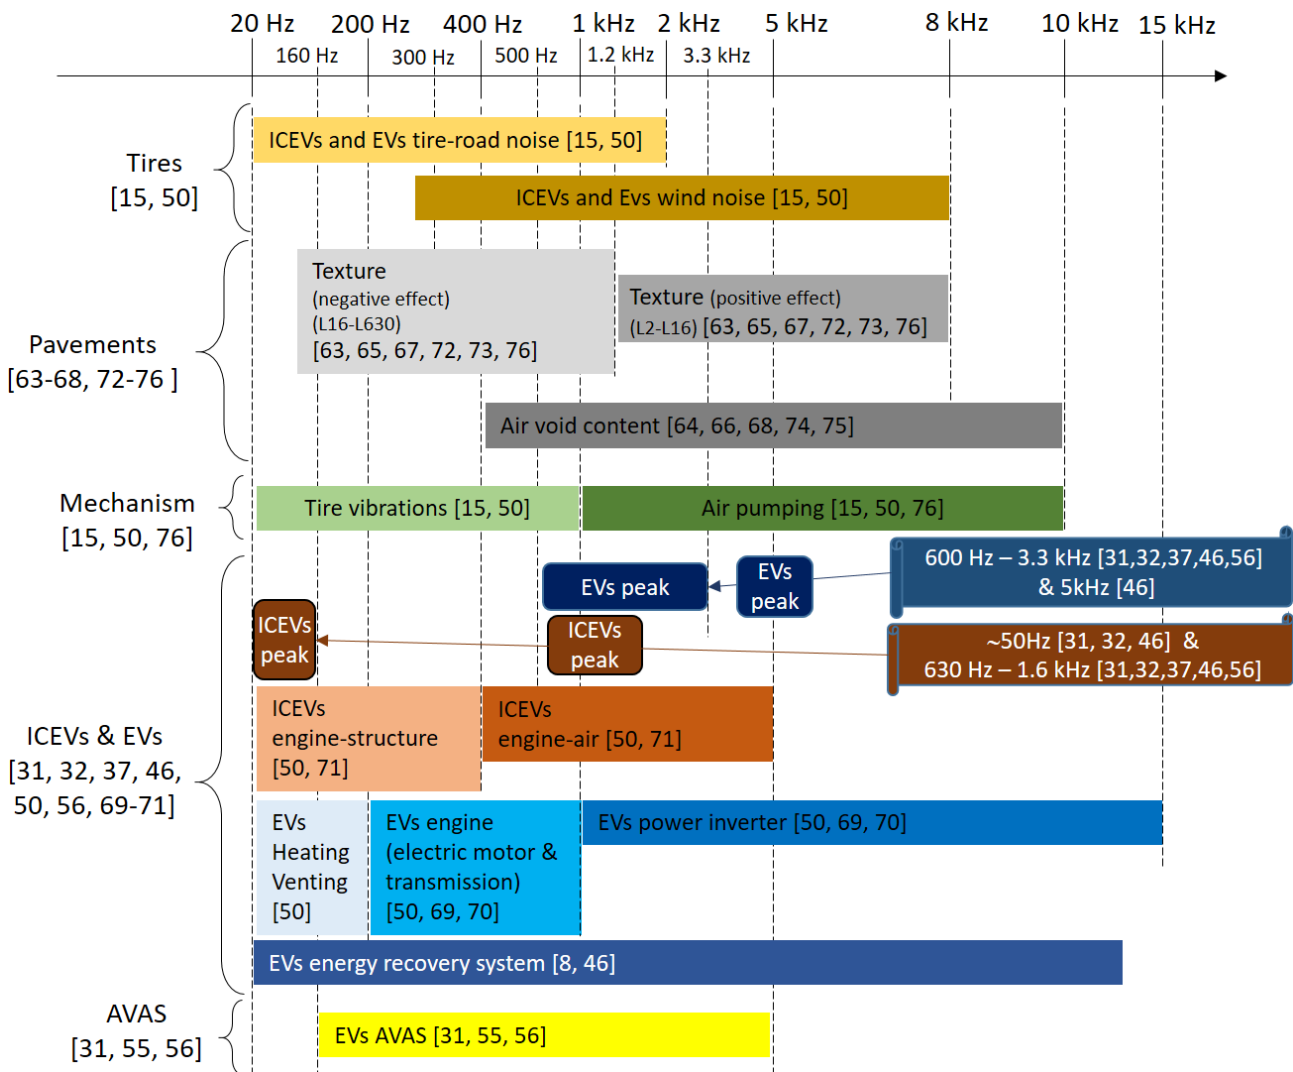 20 Hz 200 Hz 400 Hz 1 kHz 2 kHz 5 kHz 8 kHz 10 kHz 15 kHz
160 Hz 300 Hz 500 Hz 1.2 kHz 3.3 kHz
Tires
[15, 50]
ICEVs and EVs tire-road noise [15, 50]
ICEVs and Evs wind noise [15, 50]
Pavements
[63-68, 72-76 ]
Texture
(negative effect)
(L16-L630)
[63, 65, 67, 72, 73, 76]
Texture (positive effect)
(L2-L16) [63, 65, 67, 72, 73, 76]
Air void content [64, 66, 68, 74, 75]
Mechanism
[15, 50, 76]
Tire vibrations [15, 50]
Air pumping [15, 50, 76]
ICEVs & EVs
[31, 32, 37, 46,
50, 56, 69-71]
EVs peak
EVs
peak
600 Hz – 3.3 kHz [31,32,37,46,56]
& 5kHz [46]
ICEVs
peak
ICEVs
peak
~50Hz [31, 32, 46] &
630 Hz – 1.6 kHz [31,32,37,46,56]
ICEVs
engine-structure
[50, 71]
ICEVs
engine-air [50, 71]
EVs
Heating
Venting
[50]
EVs engine
(electric motor &
transmission)
[50, 69, 70]
EVs power inverter [50, 69, 70]
EVs energy recovery system [8, 46]
AVAS
[31, 55, 56]
EVs AVAS [31, 55, 56]